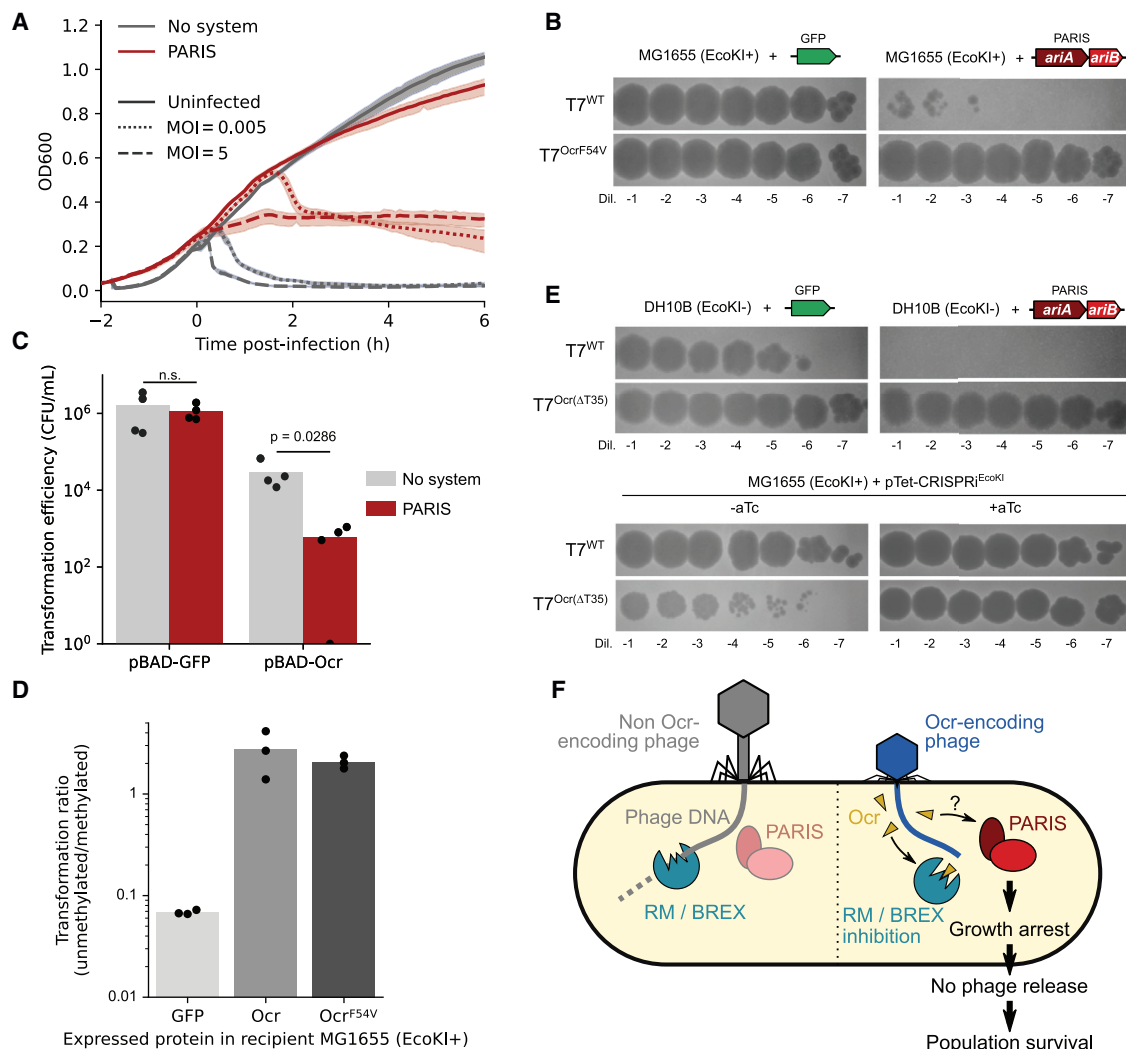 A
1.2
1.0
0.8
0.6
0.4
0.2
0.0
OD600
No system
PARIS
Uninfected
MOI = 0.005
MOI = 5
−2
0
2
4
6
Time post-infection (h)
B
MG1655 (EcoKI+) +
GFP
MG1655 (EcoKI+) +
PARIS
ariA
ariB
T7WT
T7OcrF54V
Dil.
-1
-2
-3
-4
-5
-6
-7
-1
-2
-3
-4
-5
-6
-7
C
Transformation efficiency (CFU/mL)
10^6
10^4
10^2
10^0
n.s.
p = 0.0286
No system
PARIS
pBAD-GFP
pBAD-Ocr
D
Transformation ratio
(unmethylated/methylated)
1
0.1
0.01
GFP
Ocr
OcrF54V
Expressed protein in recipient MG1655 (EcoKI+)
E
DH10B (EcoKI-) +
GFP
DH10B (EcoKI-) +
PARIS
ariA
ariB
T7WT
T7Ocr(ΔT35)
Dil.
-1
-2
-3
-4
-5
-6
-7
-1
-2
-3
-4
-5
-6
-7
MG1655 (EcoKI+) + pTet-CRISPRiEcoKI
-aTc
+aTc
T7WT
T7Ocr(ΔT35)
Dil.
-1
-2
-3
-4
-5
-6
-7
-1
-2
-3
-4
-5
-6
-7
F
Non Ocr-
encoding phage
Ocr-encoding
phage
Phage DNA
PARIS
RM / BREX
Ocr
?
PARIS
RM / BREX
inhibition
Growth arrest
No phage release
Population survival